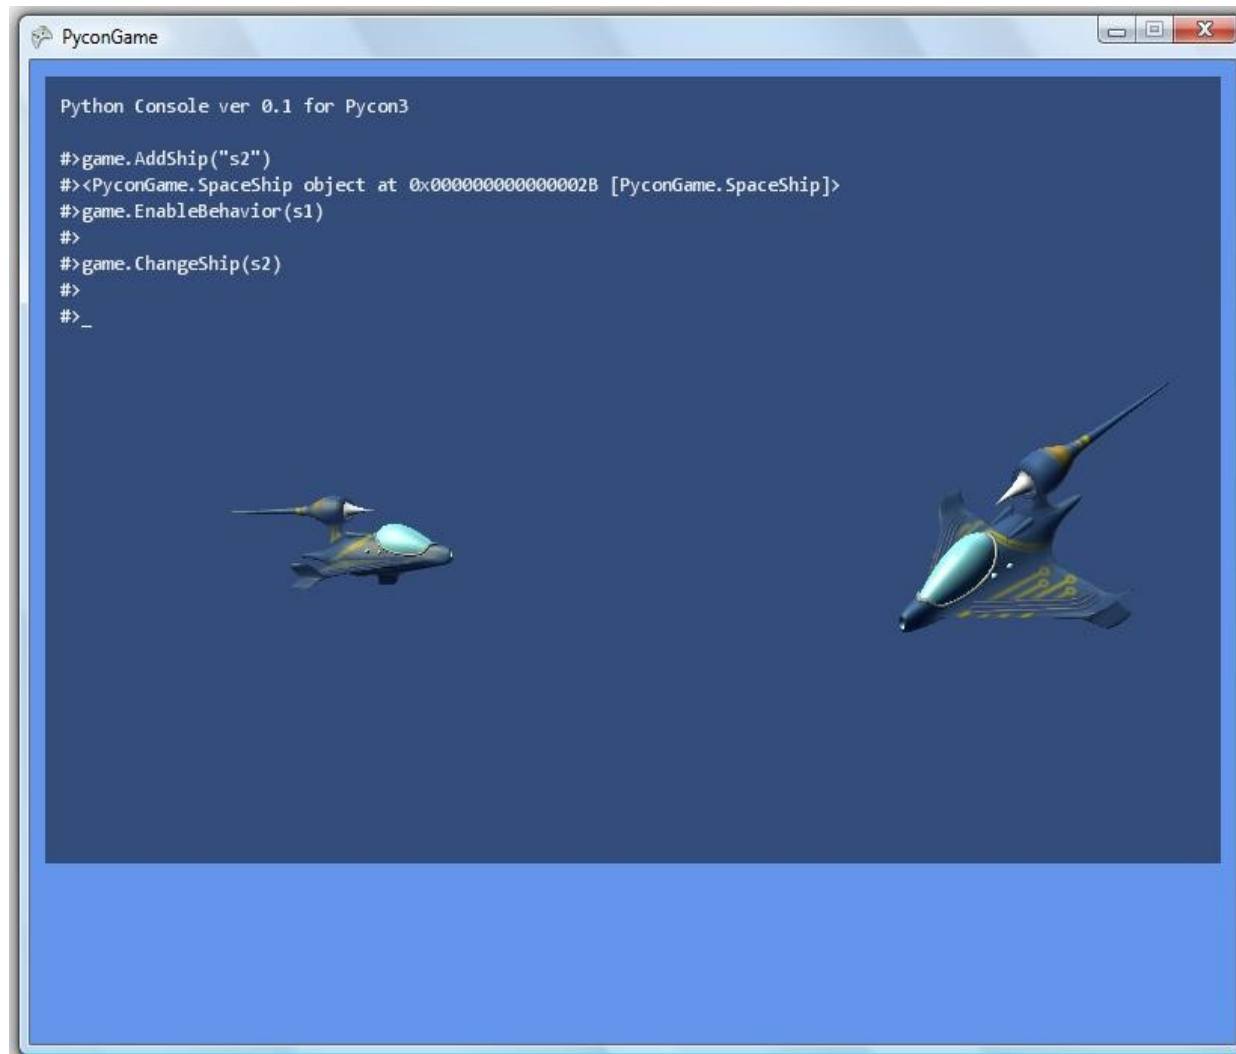 PyconGame
Python Console ver 0.1 for Pycon3
#>game.AddShip("s2")
#><PyconGame.SpaceShip object at 0x000000000000002B [PyconGame.SpaceShip]>
#>game.EnableBehavior(s1)
#>
#>game.ChangeShip(s2)
#>
#>_